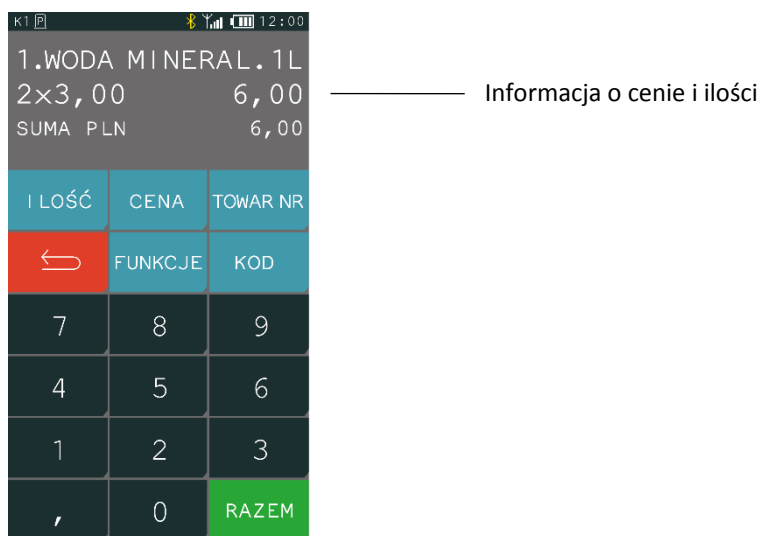 K1 P 12:00
1.WODA MINERAL.1L
2×3,00 6,00
SUMA PLN 6,00
Informacja o cenie i ilości
ILOŚĆ CENA TOWAR NR
FUNKCJE KOD
7 8 9
4 5 6
1 2 3
, 0 RAZEM